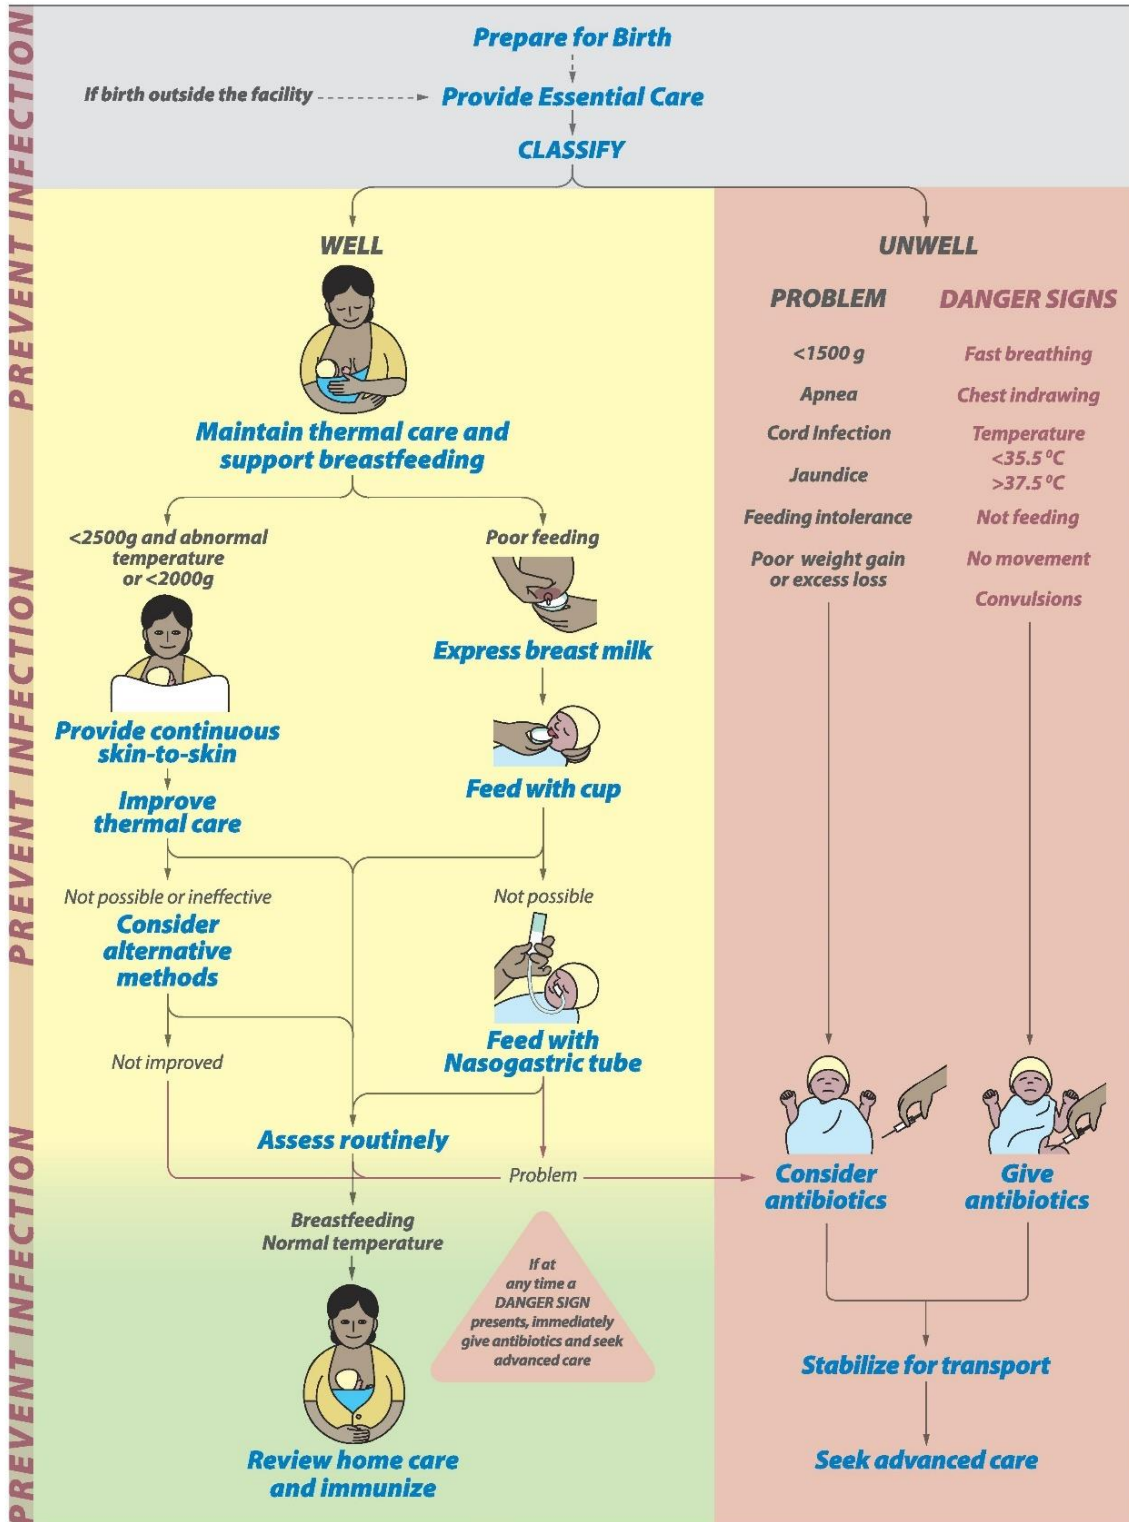 PREVENT INFECTION
PREVENT INFECTION
PREVENT INFECTION
Prepare for Birth
If birth outside the facility
Provide Essential Care
CLASSIFY
WELL
Maintain thermal care and
support breastfeeding
<2500g and abnormal
temperature
or <2000g
Provide continuous
skin-to-skin
Improve
thermal care
Not possible or ineffective
Consider
alternative
methods
Not improved
Poor feeding
Express breast milk
Feed with cup
Not possible
Feed with
Nasogastric tube
Assess routinely
Problem
Breastfeeding
Normal temperature
Review home care
and immunize
If at
any time a
DANGER SIGN
presents, immediately
give antibiotics and seek
advanced care
UNWELL
PROBLEM
<1500 g
Apnea
Cord Infection
Jaundice
Feeding intolerance
Poor weight gain
or excess loss
Consider
antibiotics
DANGER SIGNS
Fast breathing
Chest indrawing
Temperature
<35.5 ⁰C
>37.5 ⁰C
Not feeding
No movement
Convulsions
Give
antibiotics
Stabilize for transport
Seek advanced care